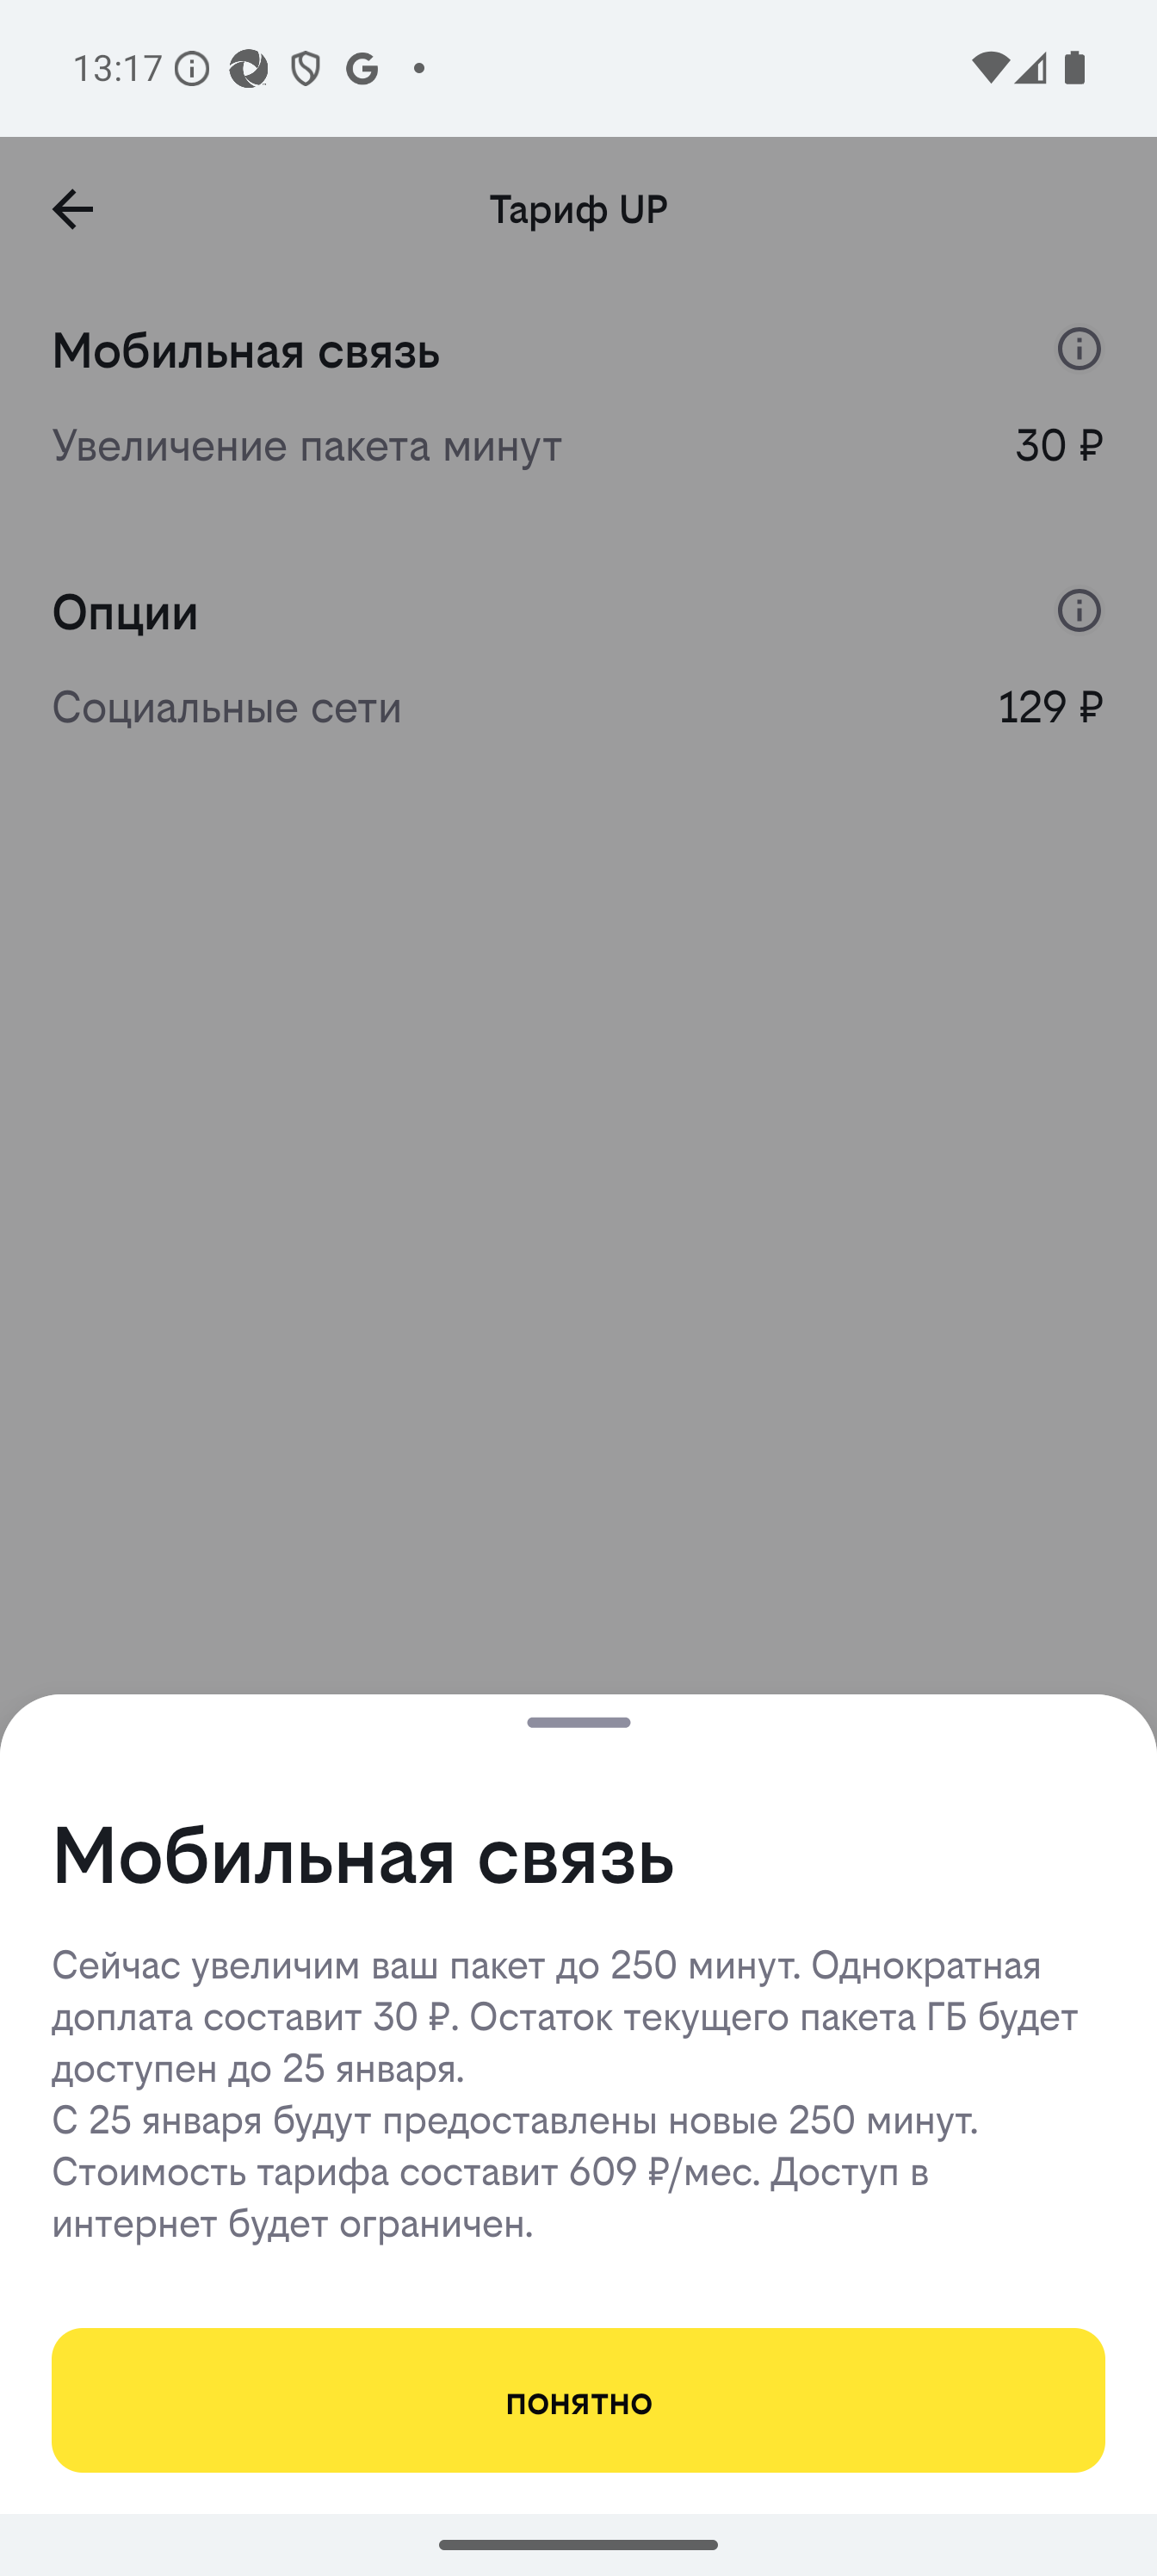 13:17
Тариф UP
Мобильная связь
Увеличение пакета минут 30 ₽
Опции
Социальные сети 129 ₽
Мобильная связь
Сейчас увеличим ваш пакет до 250 минут. Однократная
доплата составит 30 ₽. Остаток текущего пакета ГБ будет
доступен до 25 января.
С 25 января будут предоставлены новые 250 минут.
Стоимость тарифа составит 609 ₽/мес. Доступ в
интернет будет ограничен.
понятно